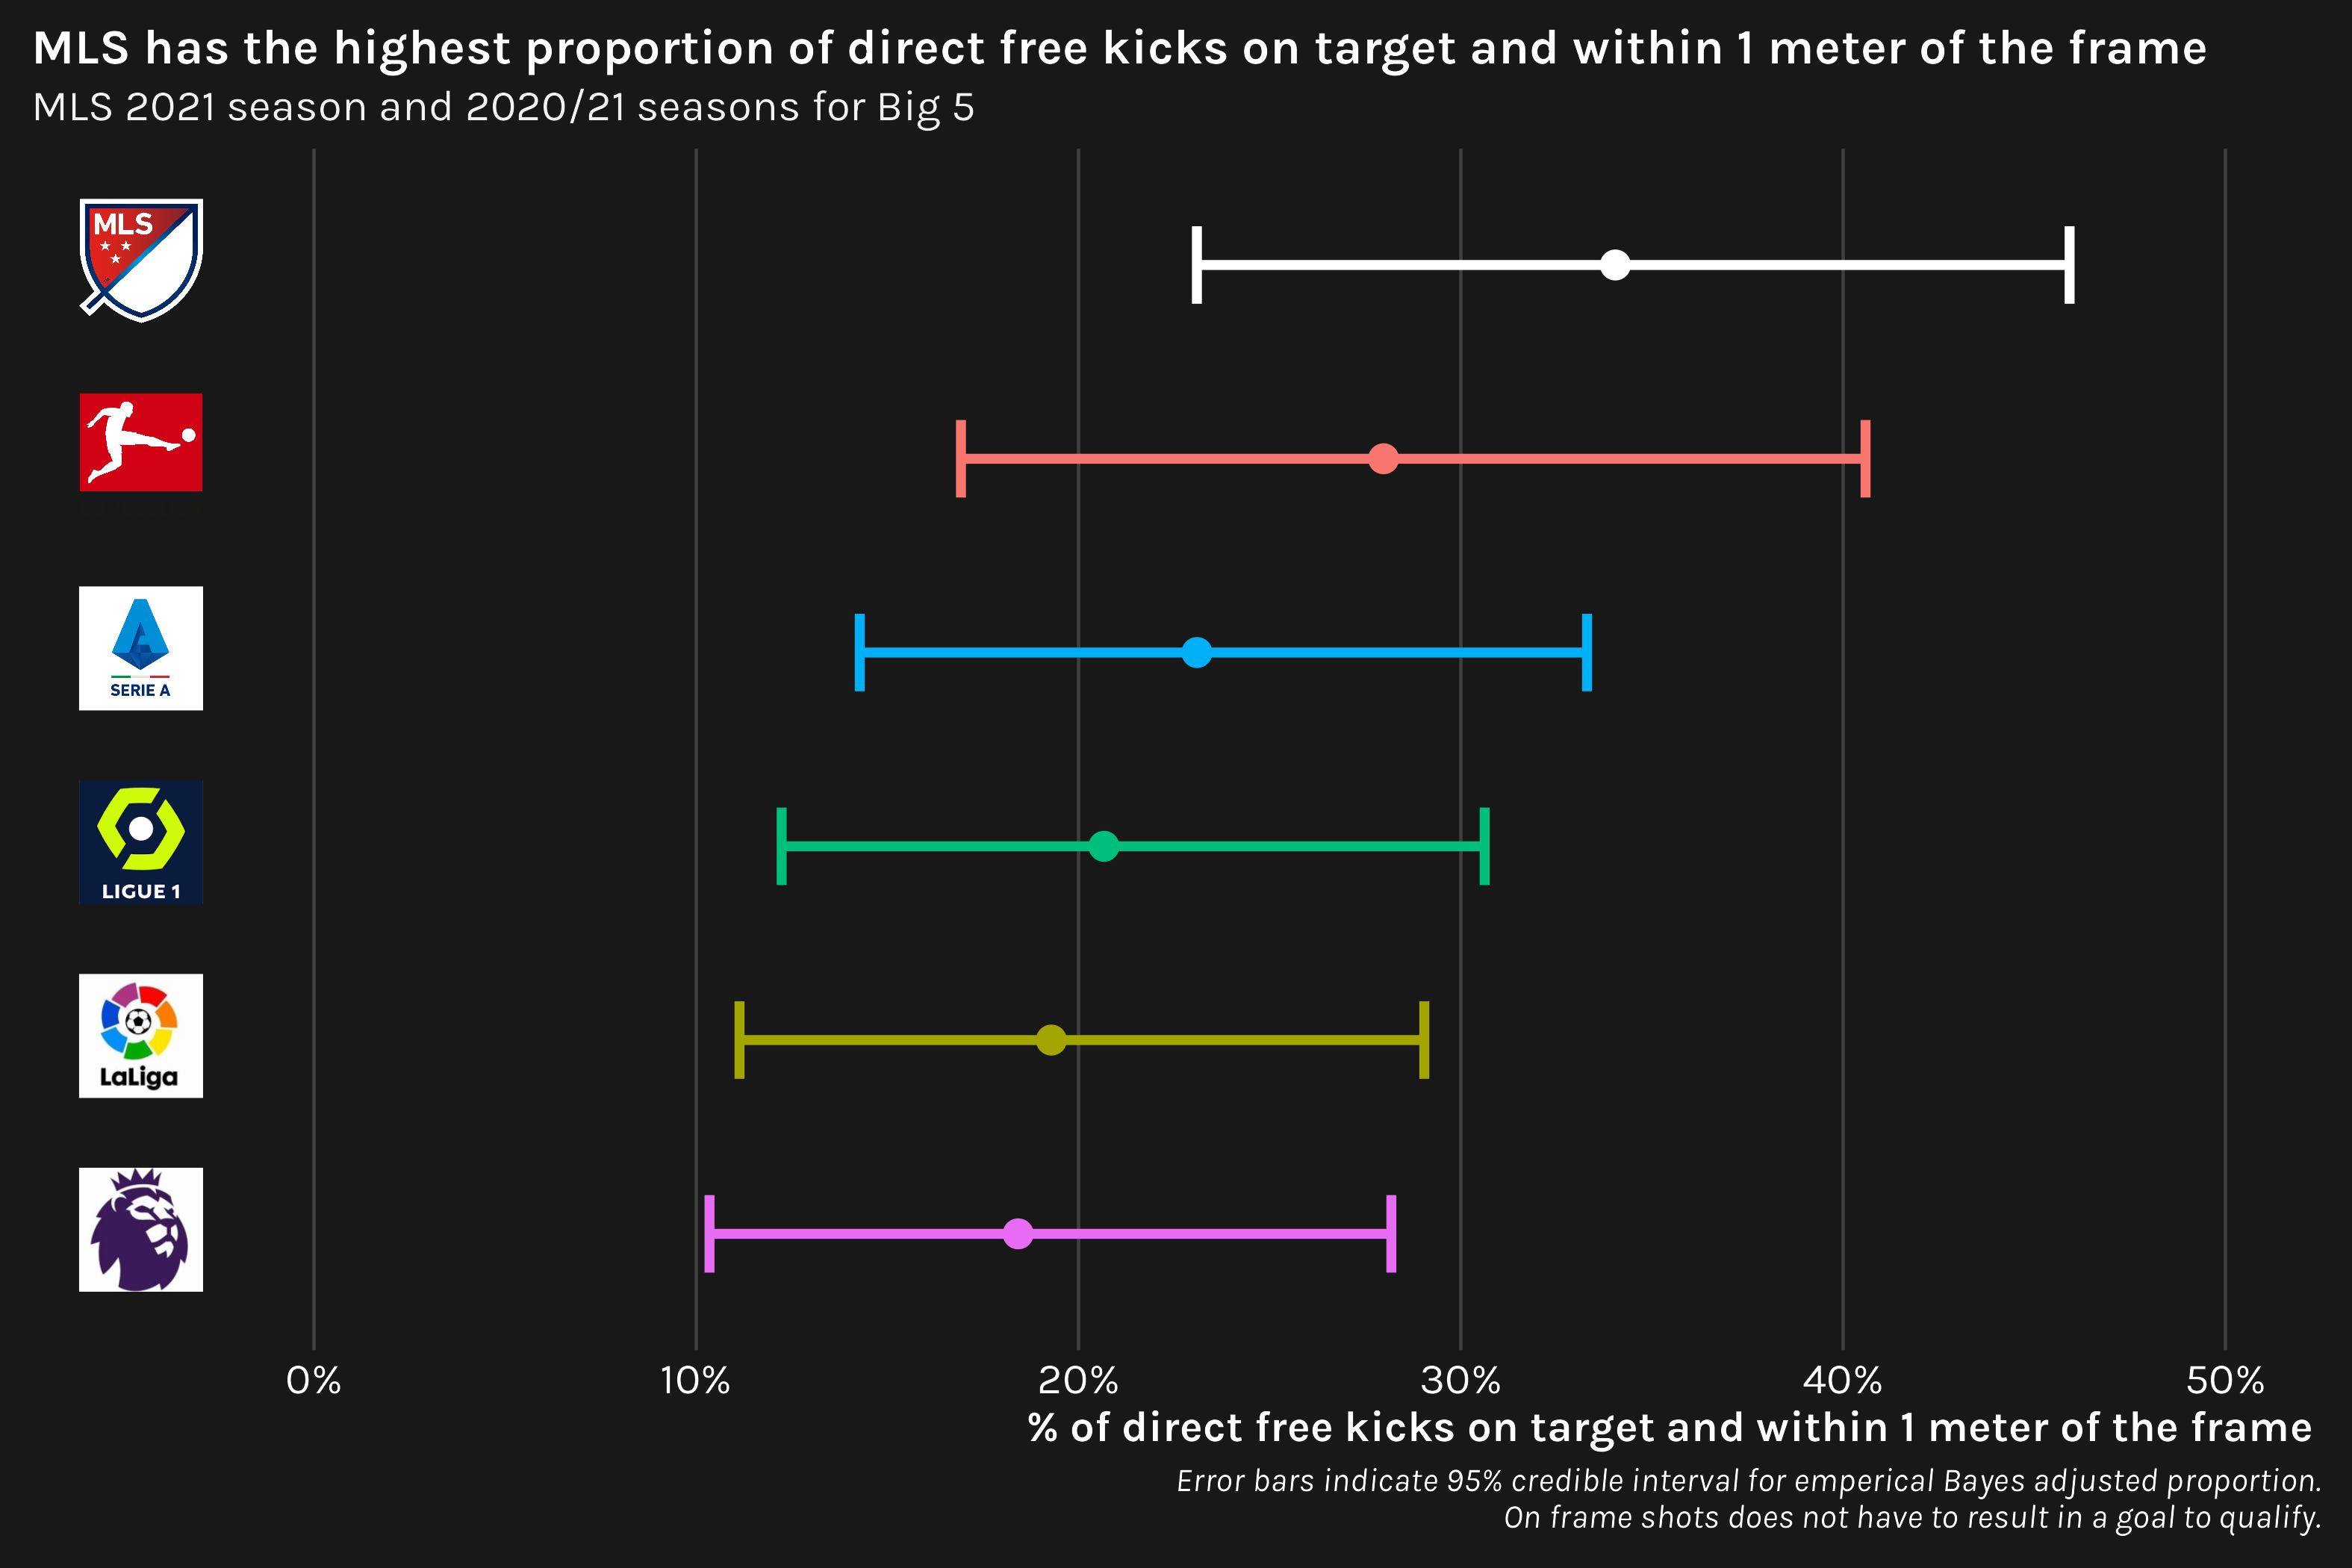 MLS has the highest proportion of direct free kicks on target and within 1 meter of the frame
MLS 2021 season and 2020/21 seasons for Big 5
MLS
SERIE A
LIGUE 1
LaLiga
0% 10% 20% 30% 40% 50%
% of direct free kicks on target and within 1 meter of the frame
Error bars indicate 95% credible interval for emperical Bayes adjusted proportion.
On frame shots does not have to result in a goal to qualify.